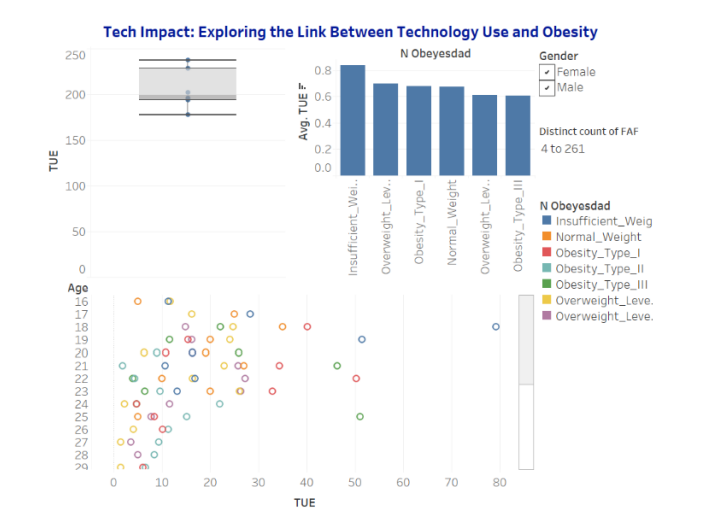 Tech Impact: Exploring the Link Between Technology Use and Obesity
250
200
150
100
50
0
TUE
N Obeyesdad
0.8
0.6
0.4
0.2
0.0
Avg. TUE
Insufficient_Wei..
Overweight_Lev..
Obesity_Type_I
Normal_Weight
Overweight_Lev..
Obesity_Type_III
Gender
Female
Male
Distinct count of FAF
4 to 261
N Obeyesdad
Insufficient_Weig
Normal_Weight
Obesity_Type_I
Obesity_Type_II
Obesity_Type_III
Overweight_Leve.
Overweight_Leve.
Age
16
17
18
19
20
21
22
23
24
25
26
27
28
29
0 10 20 30 40 50 60 70 80
TUE